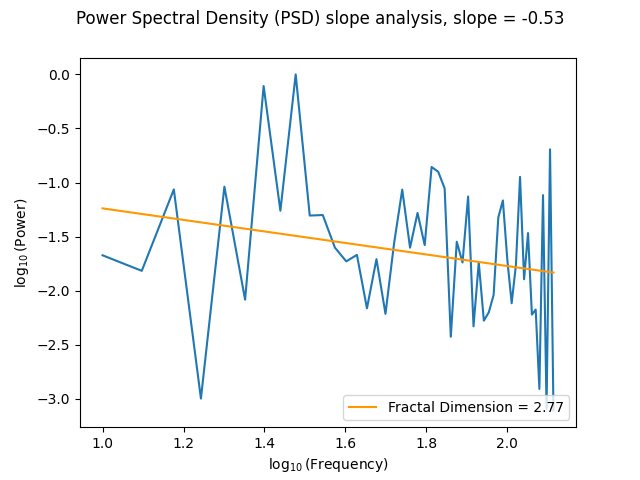 Power Spectral Density (PSD) slope analysis, slope = -0.53
0.0
−0.5
−1.0
−1.5
−2.0
−2.5
−3.0
log₁₀(Power)
Fractal Dimension = 2.77
1.0 1.2 1.4 1.6 1.8 2.0
log₁₀(Frequency)